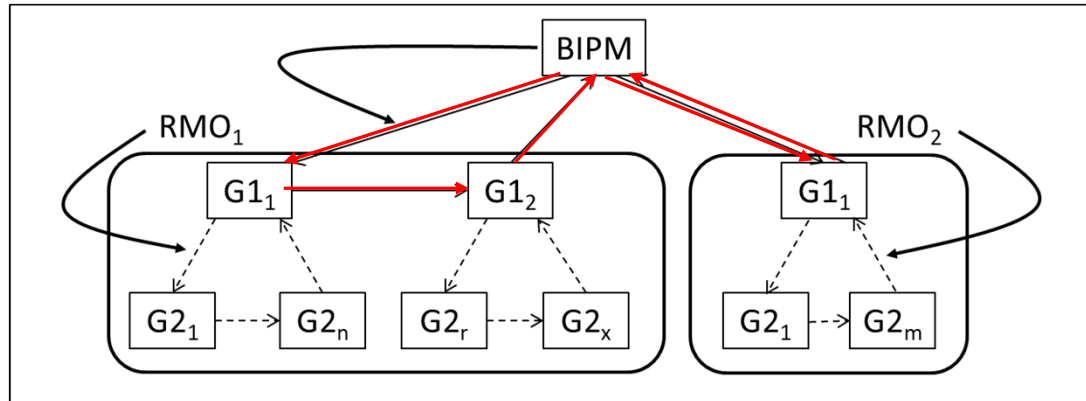 BIPM
RMO₁
RMO₂
G1₁ G1₂ G1₁
G2₁ G2ₙ G2ᵣ G2ₓ G2₁ G2ₘ